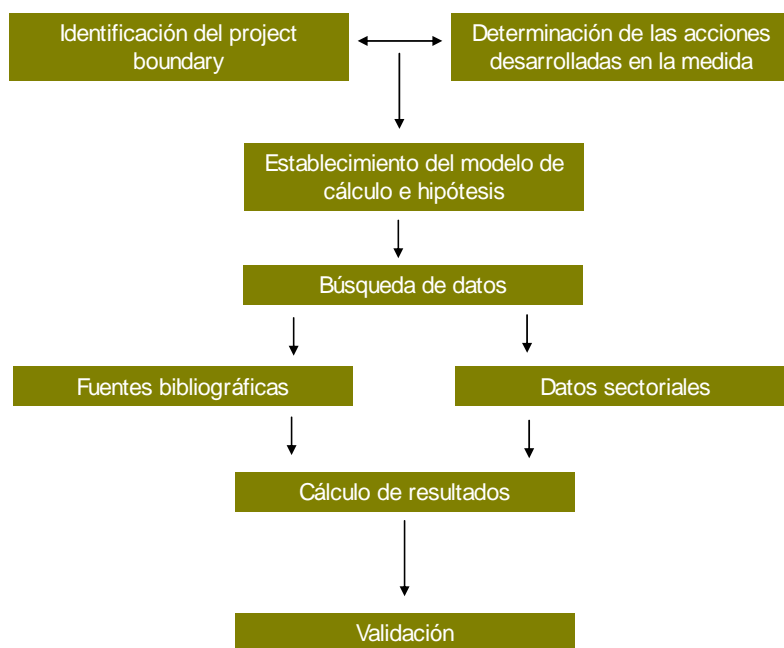 Identificación del project
boundary
Determinación de las acciones
desarrolladas en la medida
Establecimiento del modelo de
cálculo e hipótesis
Búsqueda de datos
Fuentes bibliográficas
Datos sectoriales
Cálculo de resultados
Validación